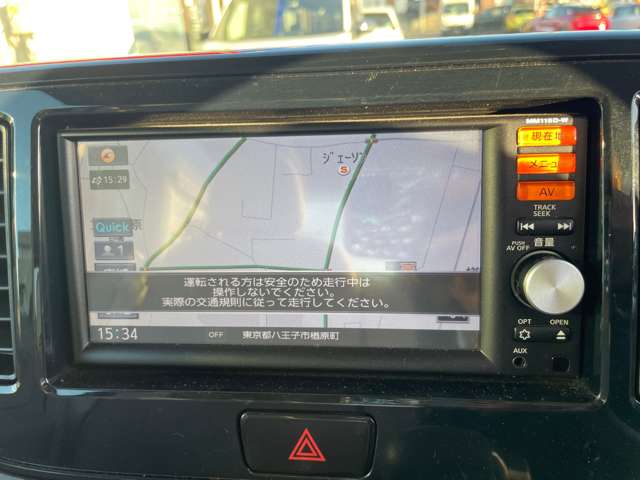 MM115D-W
現在地
メニュー
AV
TRACK
SEEK
音量
PUSH
AV OFF
OPT
OPEN
AUX
15:29
ジェーソン
S
Quick
1
運転される方は安全のため走行中は
操作しないでください。
実際の交通規則に従って走行してください。
15:34
OFF
東京都八王子市楢原町